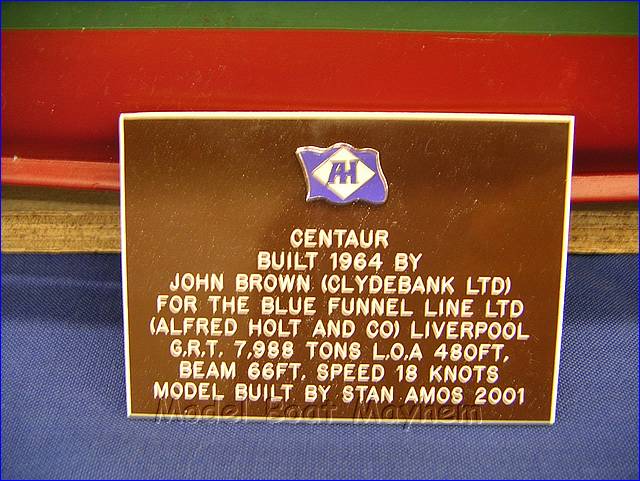 AH
CENTAUR
BUILT 1964 BY
JOHN BROWN (CLYDEBANK LTD)
FOR THE BLUE FUNNEL LINE LTD
(ALFRED HOLT AND CO) LIVERPOOL
G.R.T. 7,988 TONS L.O.A 480FT,
BEAM 66FT, SPEED 18 KNOTS
MODEL BUILT BY STAN AMOS 2001
Model Boat Mayhem